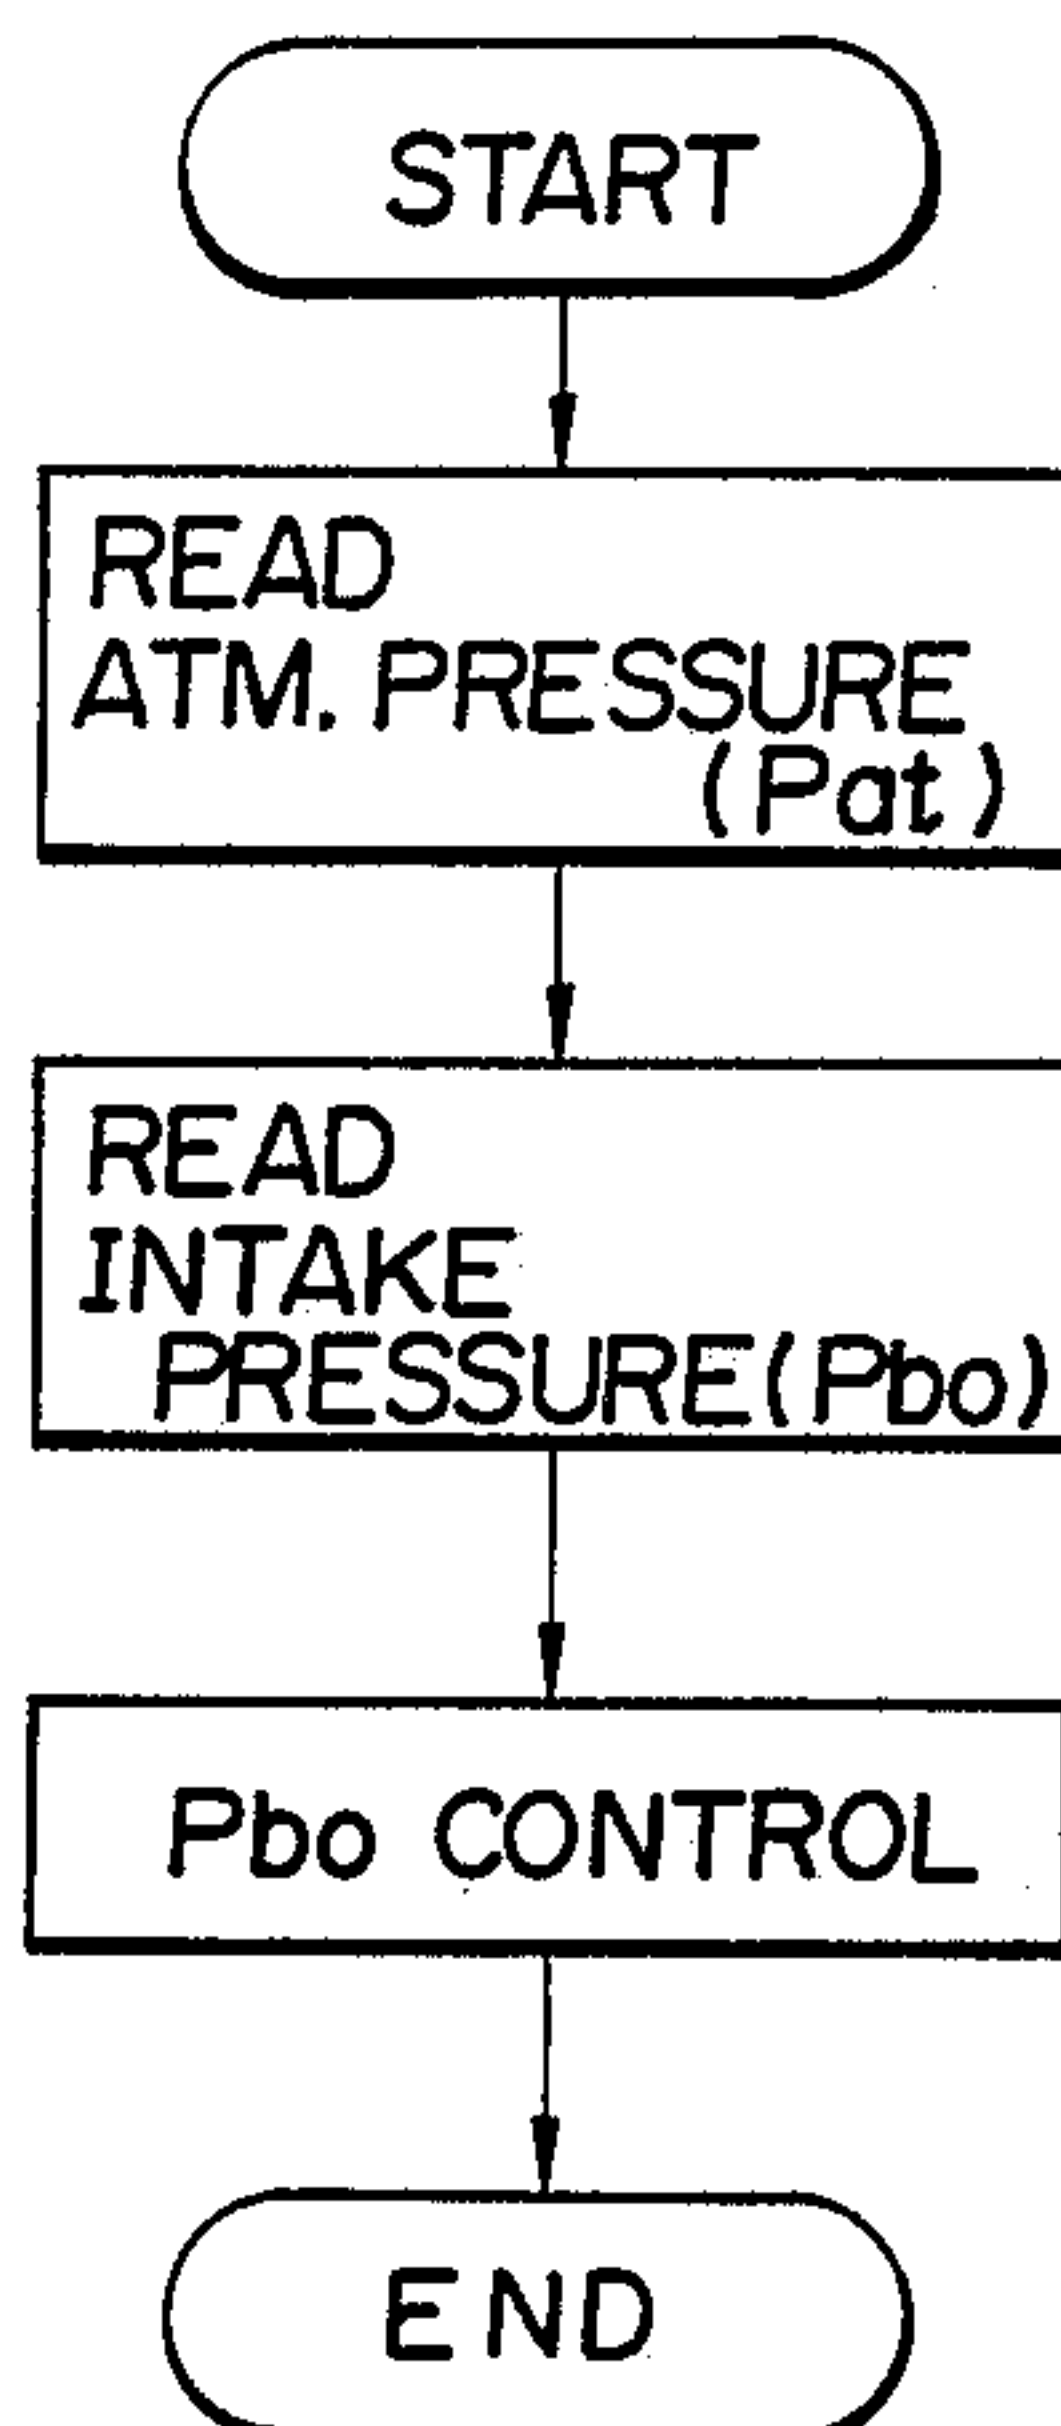 START
READ
ATM. PRESSURE
(Pat)
READ
INTAKE
PRESSURE(Pbo)
Pbo CONTROL
END